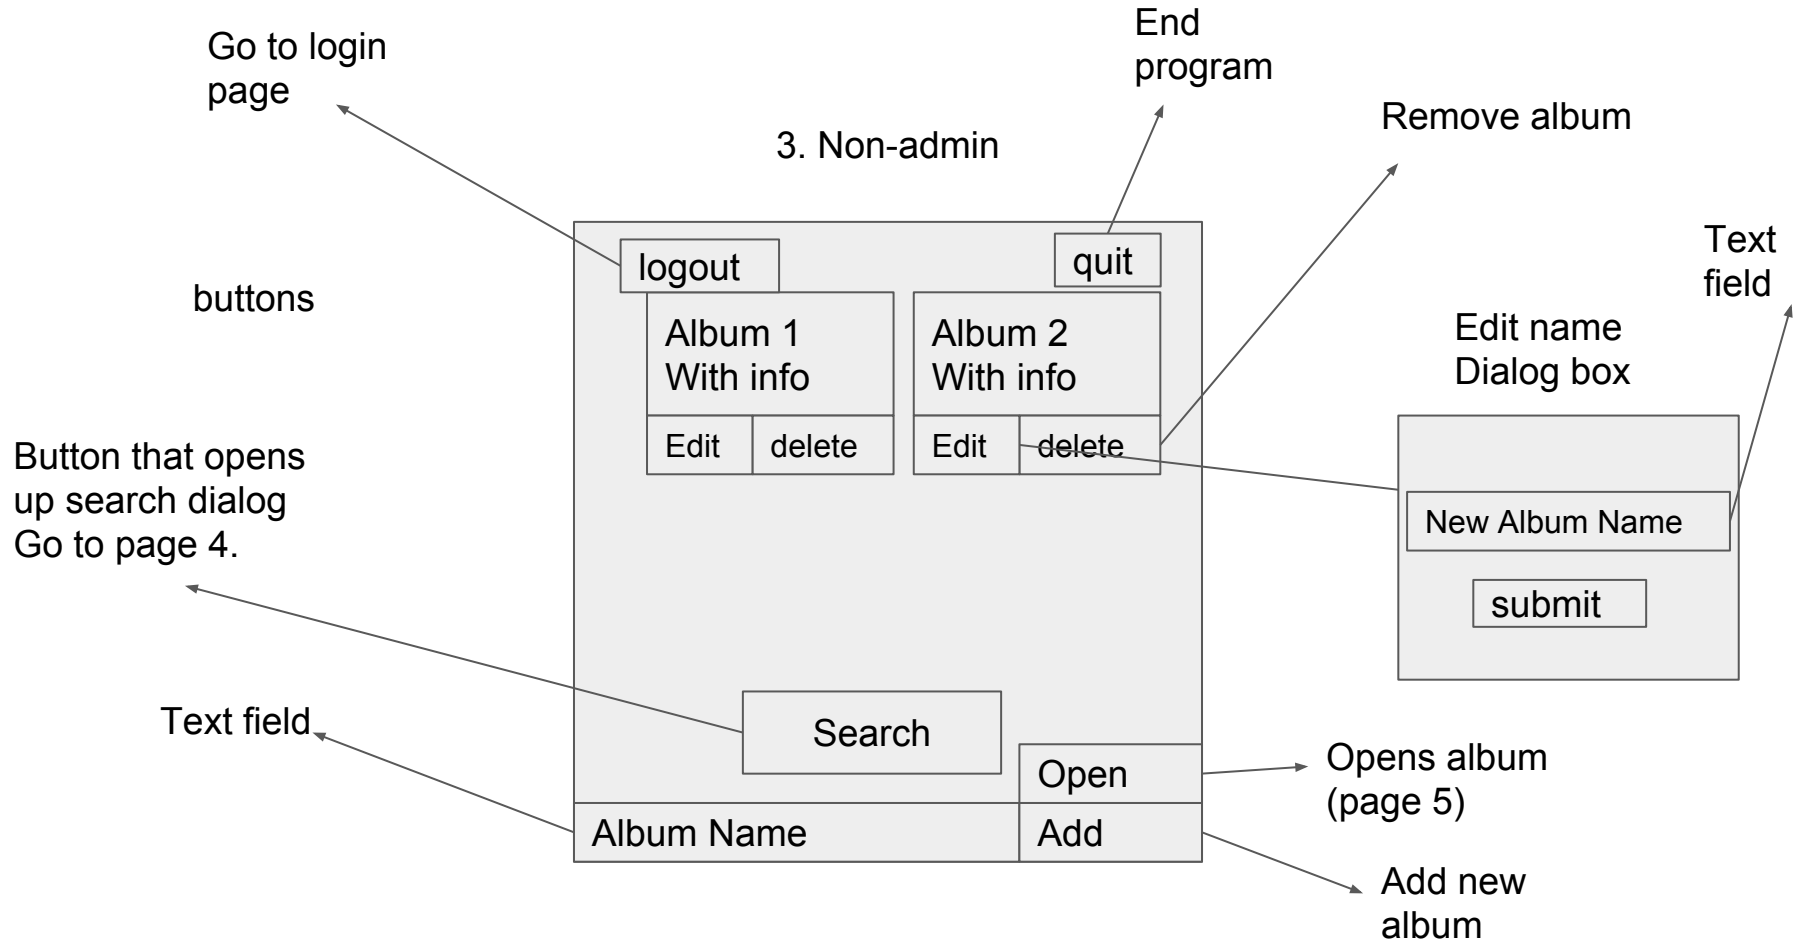 Go to login
page
End
program
3. Non-admin
Remove album
buttons
logout
quit
Text
field
Album 1
With info
Album 2
With info
Edit name
Dialog box
Edit
delete
Edit
delete
Button that opens
up search dialog
Go to page 4.
New Album Name
submit
Text field
Search
Open
Opens album
(page 5)
Album Name
Add
Add new
album